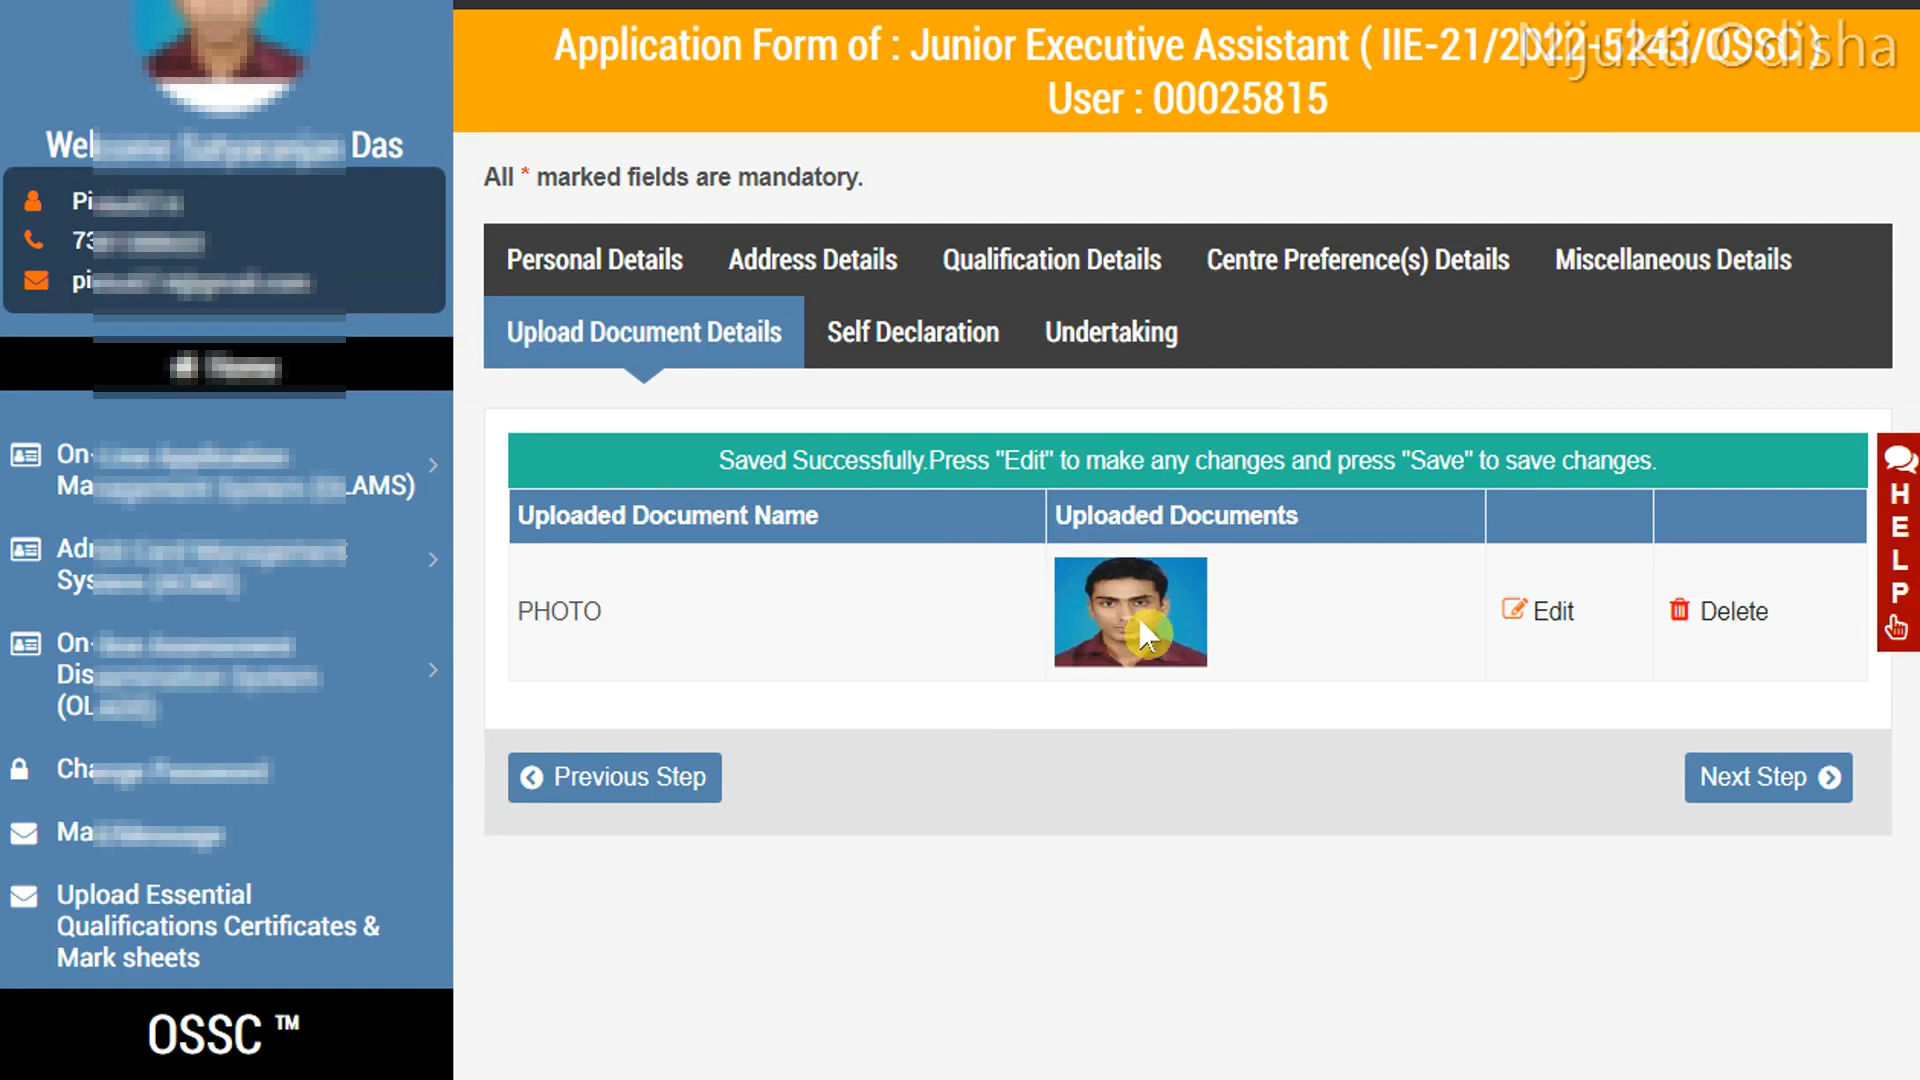 Application Form of : Junior Executive Assistant ( IIE-21/2022-5243/OSSC )
User : 00025815
Nijukti Odisha
Das
All * marked fields are mandatory.
Personal Details
Address Details
Qualification Details
Centre Preference(s) Details
Miscellaneous Details
Upload Document Details
Self Declaration
Undertaking
Saved Successfully.Press "Edit" to make any changes and press "Save" to save changes.
Uploaded Document Name
Uploaded Documents
PHOTO
Edit
Delete
Previous Step
Next Step
HELP
Upload Essential
Qualifications Certificates &
Mark sheets
OSSC ™